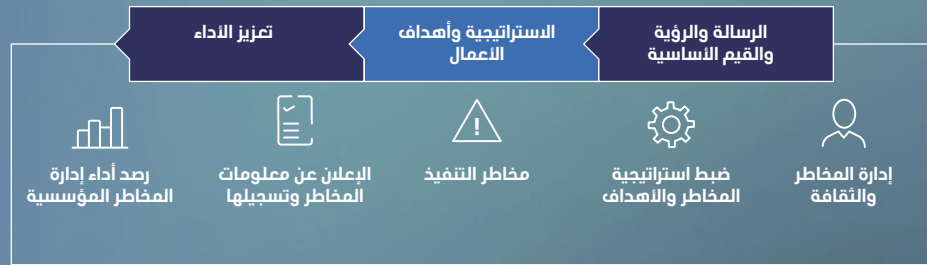 الرسالة والرؤية
والقيم الأساسية
الاستراتيجية وأهداف
الأعمال
تعزيز الأداء
إدارة المخاطر
والثقافة
ضبط استراتيجية
المخاطر والأهداف
مخاطر التنفيذ
الإعلان عن معلومات
المخاطر وتسجيلها
رصد أداء إدارة
المخاطر المؤسسية